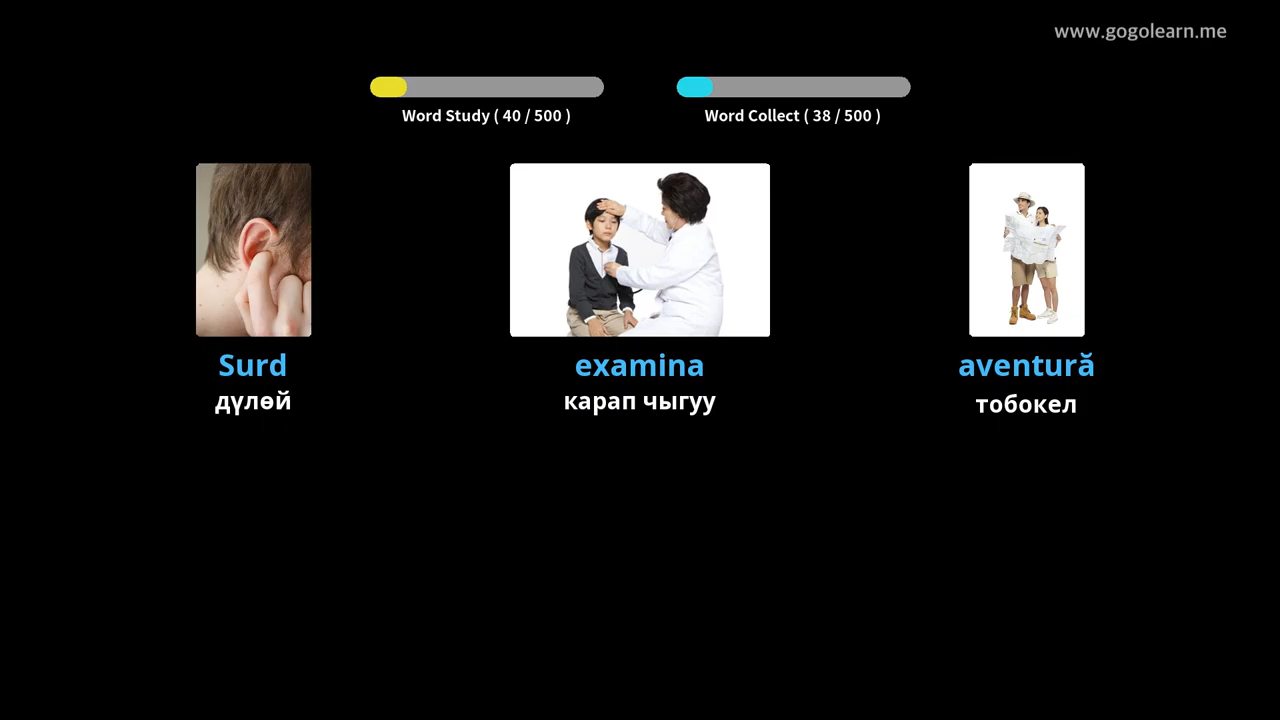 www.gogolearn.me
Word Study ( 40 / 500 )
Word Collect ( 38 / 500 )
Surd
дүлөй
examina
карап чыгуу
aventură
тобокел